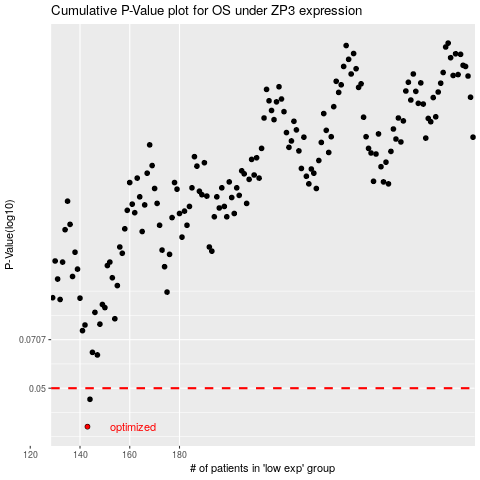 Cumulative P-Value plot for OS under ZP3 expression
P-Value(log10)
0.0707
0.05
optimized
120 140 160 180
# of patients in 'low exp' group